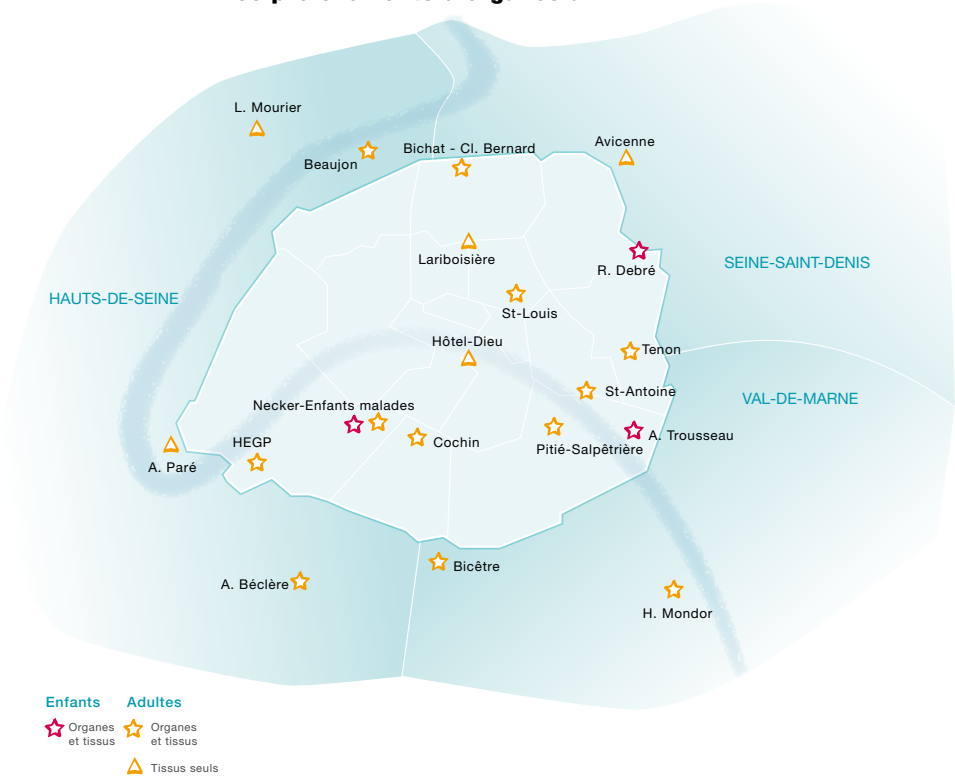 L. Mourier
Beaujon
Bichat - Cl. Bernard
Avicenne
Lariboisière
R. Debré
SEINE-SAINT-DENIS
HAUTS-DE-SEINE
St-Louis
Hôtel-Dieu
Tenon
St-Antoine
VAL-DE-MARNE
Necker-Enfants malades
Cochin
Pitié-Salpêtrière
A. Trousseau
HEGP
A. Paré
Bicêtre
A. Béclère
H. Mondor
Enfants
Adultes
Organes
et tissus
Organes
et tissus
Tissus seuls